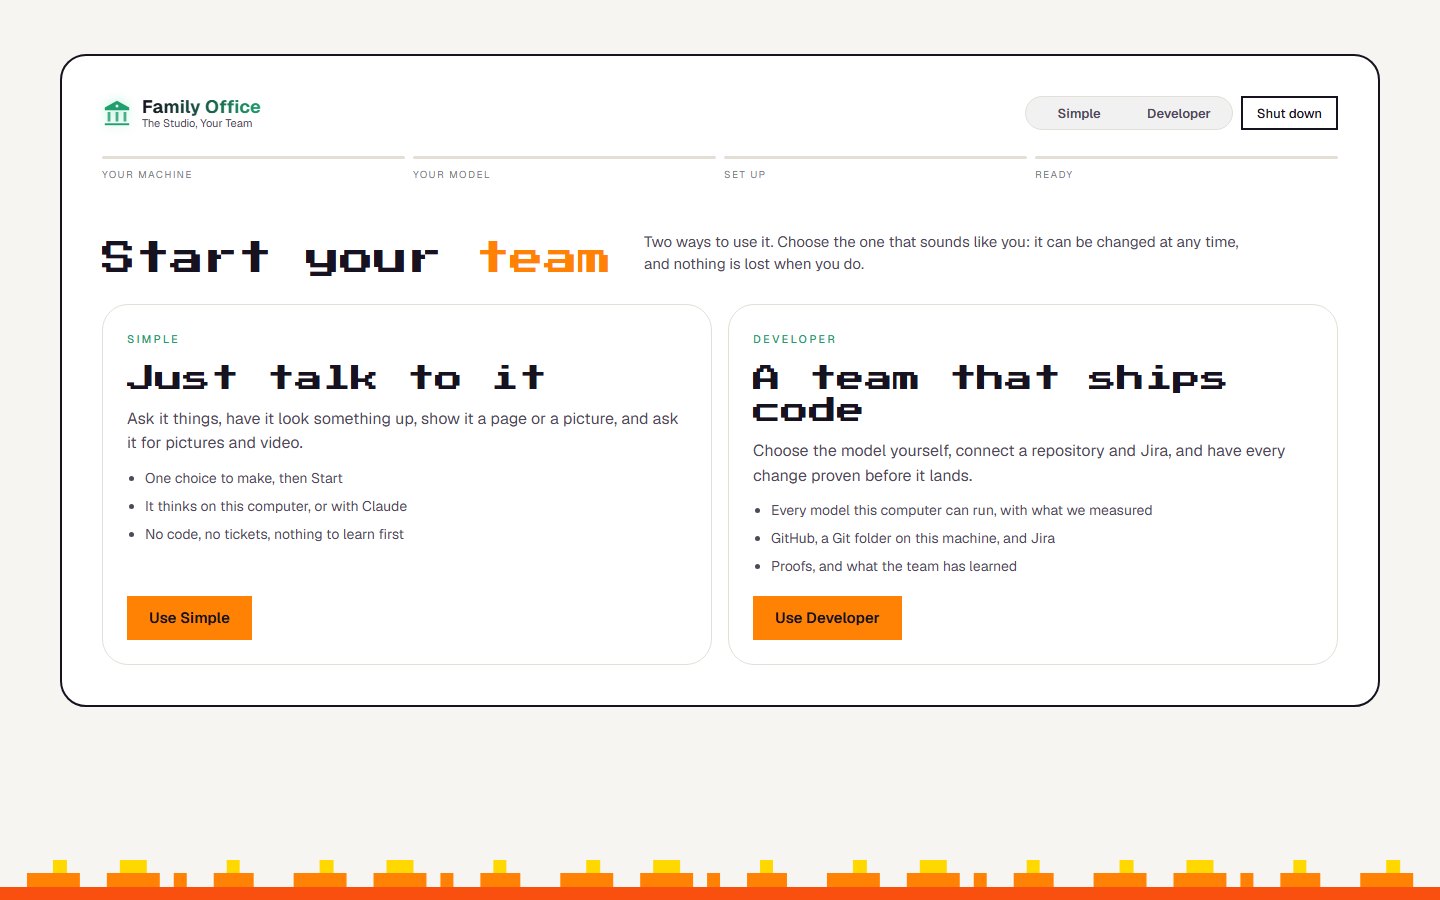 Family Office
The Studio, Your Team
Simple
Developer
Shut down
YOUR MACHINE
YOUR MODEL
SET UP
READY
Start your team
Two ways to use it. Choose the one that sounds like you: it can be changed at any time,
and nothing is lost when you do.
SIMPLE
Just talk to it
Ask it things, have it look something up, show it a page or a picture, and ask
it for pictures and video.
One choice to make, then Start
It thinks on this computer, or with Claude
No code, no tickets, nothing to learn first
Use Simple
DEVELOPER
A team that ships
code
Choose the model yourself, connect a repository and Jira, and have every
change proven before it lands.
Every model this computer can run, with what we measured
GitHub, a Git folder on this machine, and Jira
Proofs, and what the team has learned
Use Developer